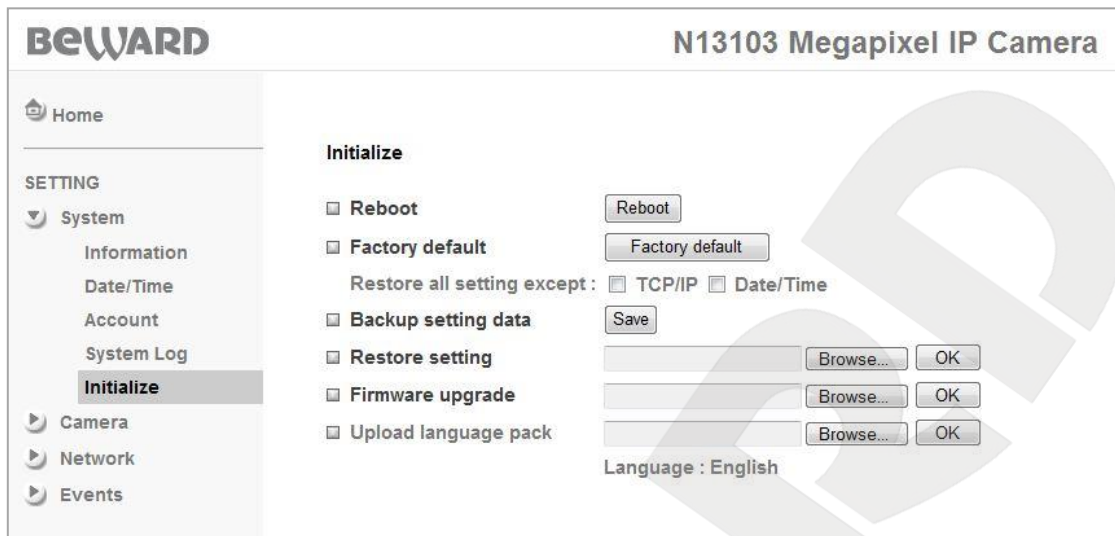 BEWARD
N13103 Megapixel IP Camera
Home
SETTING
System
Information
Date/Time
Account
System Log
Initialize
Camera
Network
Events
Initialize
Reboot Reboot
Factory default Factory default
Restore all setting except : TCP/IP Date/Time
Backup setting data Save
Restore setting Browse... OK
Firmware upgrade Browse... OK
Upload language pack Browse... OK
Language : English